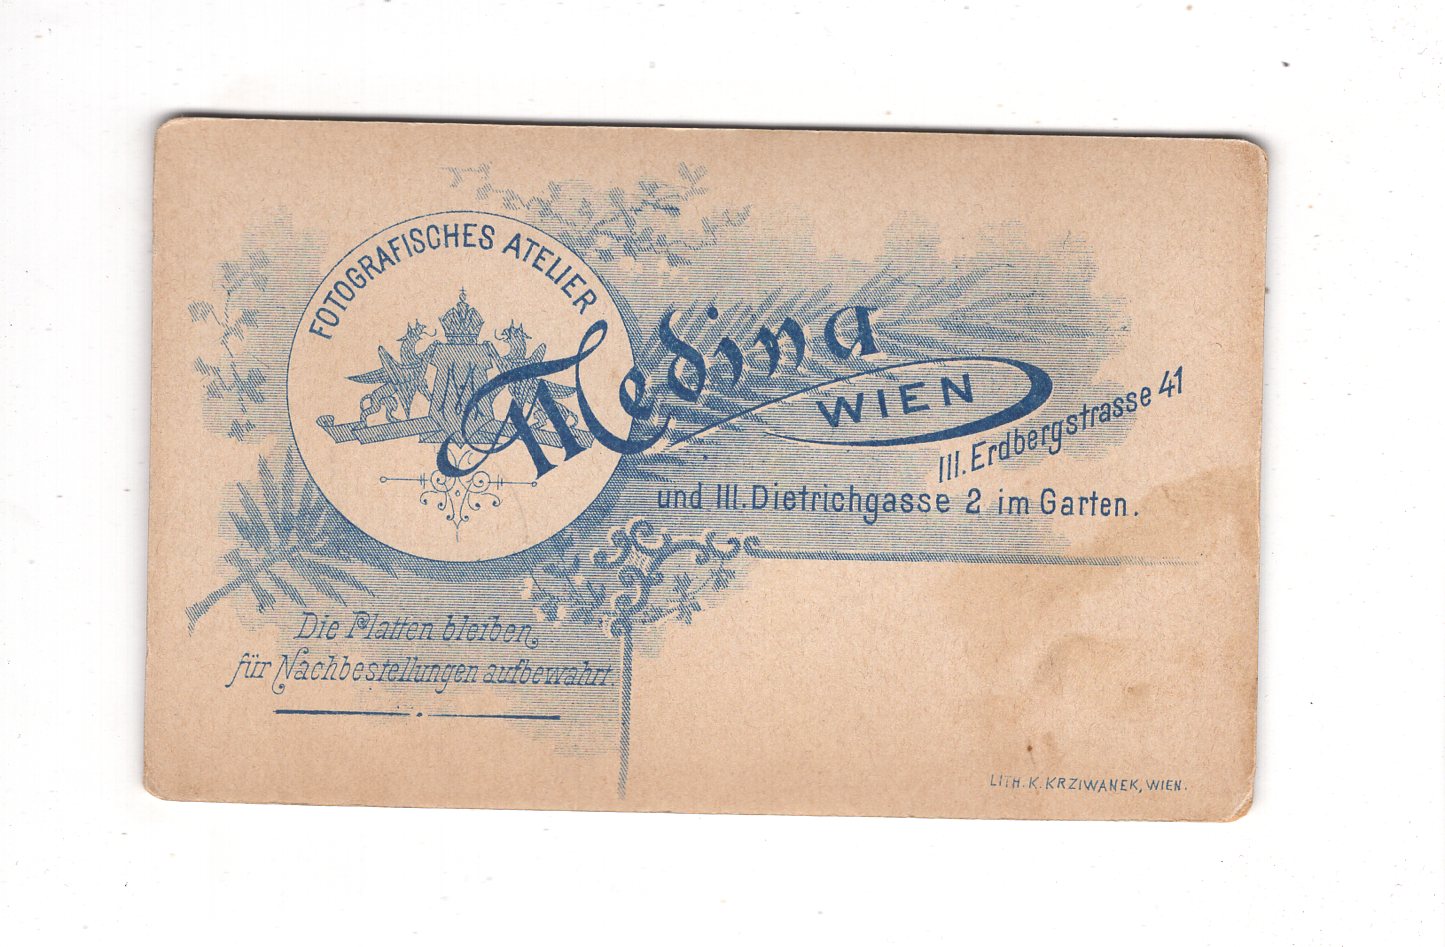 FOTOGRAFISCHES ATELIER
M
Medina
WIEN
III. Erdbergstrasse 41
und III. Dietrichgasse 2 im Garten.
Die Platten bleiben
für Nachbestellungen aufbewahrt.
LITH. K. KRZIWANEK, WIEN.